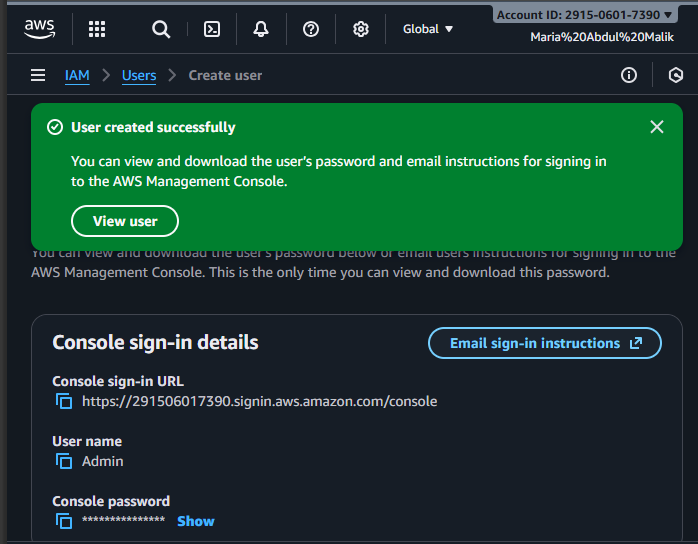 aws
Account ID: 2915-0601-7390
Global
Maria%20Abdul%20Malik
IAM > Users > Create user
User created successfully
You can view and download the user's password and email instructions for signing in
to the AWS Management Console.
View user
You can view and download the user's password below or email users instructions for signing in to the
AWS Management Console. This is the only time you can view and download this password.
Console sign-in details
Email sign-in instructions
Console sign-in URL
https://291506017390.signin.aws.amazon.com/console
User name
Admin
Console password
*************** Show